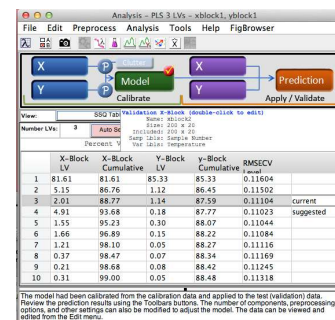 Analysis - PLS 3 LVs - xblock1, yblock1
File Edit Preprocess Analysis Tools Help FigBrowser
X P Clutter X
Model Prediction
Y P Y
Calibrate Apply / Validate
View: SSQ Tabl Validation X-Block (double-click to edit)
Name: xblock2
Size: 200 x 20
Included: 200 x 20
Samp Lbls: Sample Number
Var Lbls: Temperature
Number LVs: 3 Auto Se
Percent V
X-Block LV X-BLock Cumulative Y-Block LV y-Block Cumulative RMSECV
1 81.61 81.61 85.33 85.33 0.11604
2 5.15 86.76 1.12 86.45 0.11502
3 2.01 88.77 1.14 87.59 0.11104 current
4 4.91 93.68 0.18 87.77 0.11023 suggested
5 1.55 95.23 0.30 88.07 0.11044
6 1.66 96.89 0.15 88.22 0.11084
7 1.21 98.10 0.05 88.27 0.11116
8 0.37 98.47 0.07 88.34 0.11169
9 0.21 98.68 0.08 88.42 0.11245
10 0.31 99.00 0.05 88.48 0.11318
The model had been calibrated from the calibration data and applied to the test (validation) data.
Review the prediction results using the Toolbars buttons. The number of components, preprocessing
options, and other settings can also be modified to adjust the model. The data can be viewed and
edited from the Edit menu.